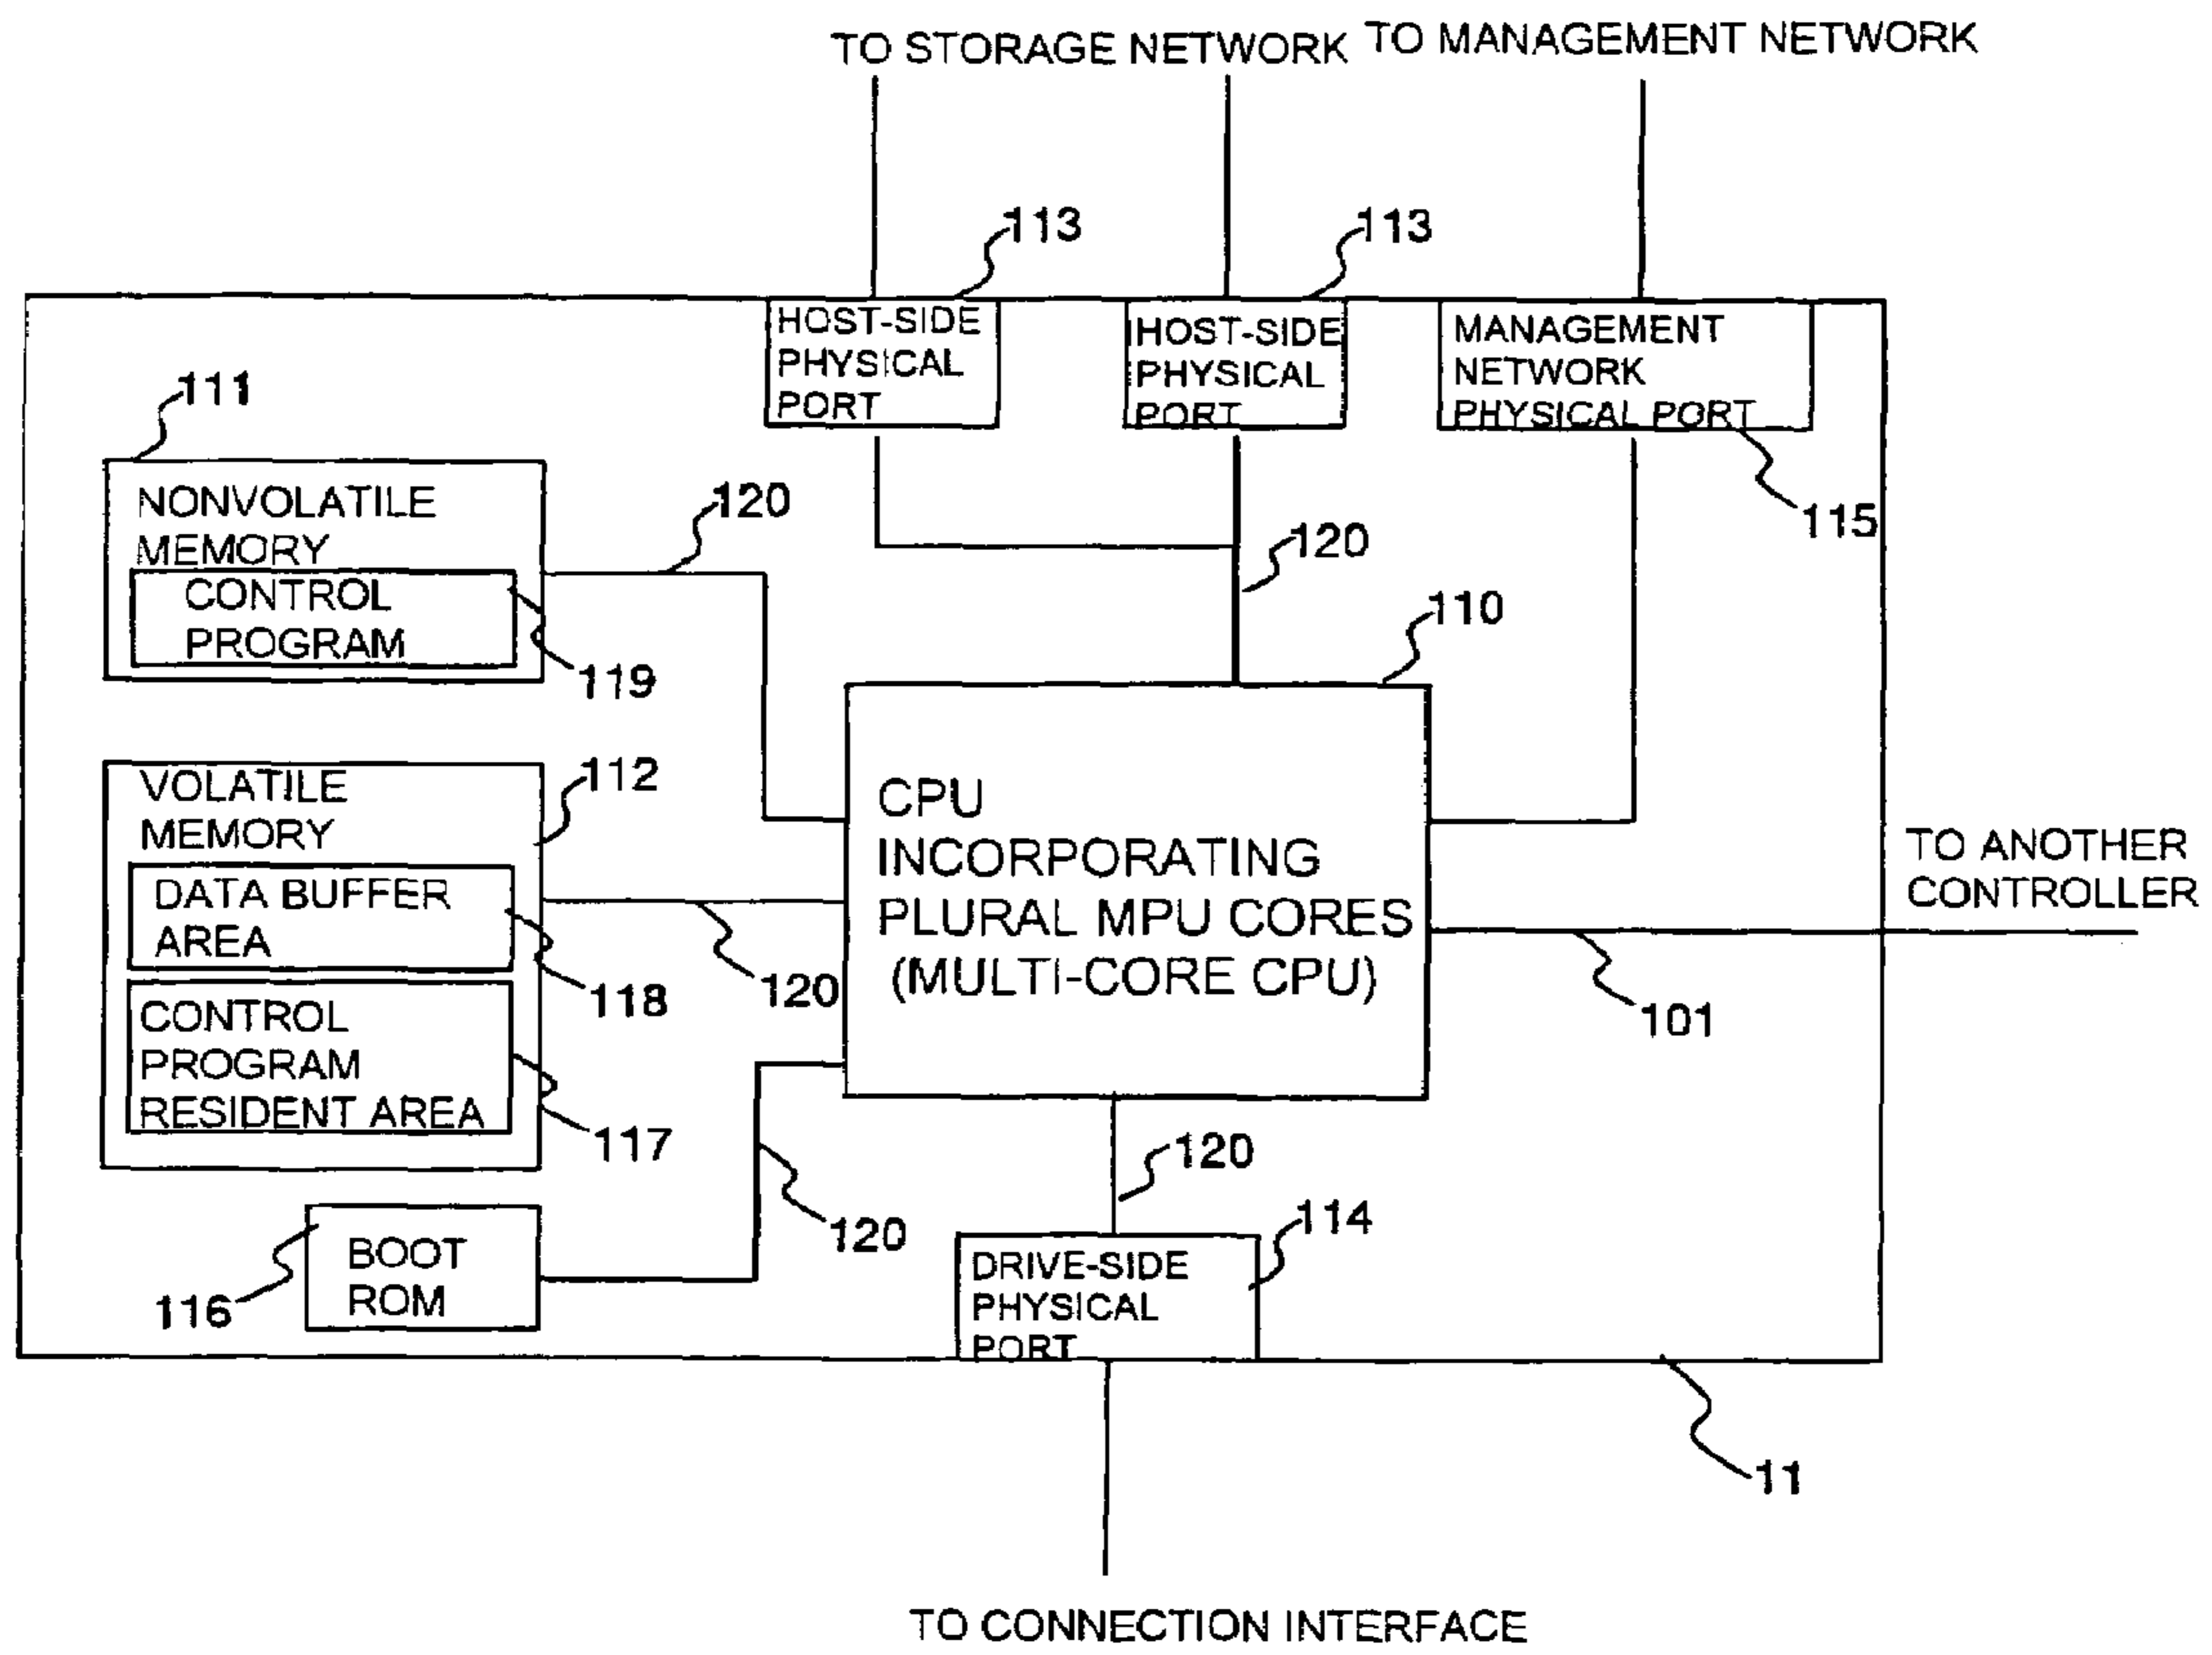 TO STORAGE NETWORK
TO MANAGEMENT NETWORK
113
113
HOST-SIDE
PHYSICAL
PORT
HOST-SIDE
PHYSICAL
PORT
MANAGEMENT
NETWORK
PHYSICAL PORT
115
111
NONVOLATILE
MEMORY
CONTROL
PROGRAM
119
120
120
110
VOLATILE
MEMORY
112
DATA BUFFER
AREA
118
CONTROL
PROGRAM
RESIDENT AREA
117
120
CPU
INCORPORATING
PLURAL MPU CORES
(MULTI-CORE CPU)
TO ANOTHER
CONTROLLER
101
BOOT
ROM
116
120
120
114
DRIVE-SIDE
PHYSICAL
PORT
11
TO CONNECTION INTERFACE